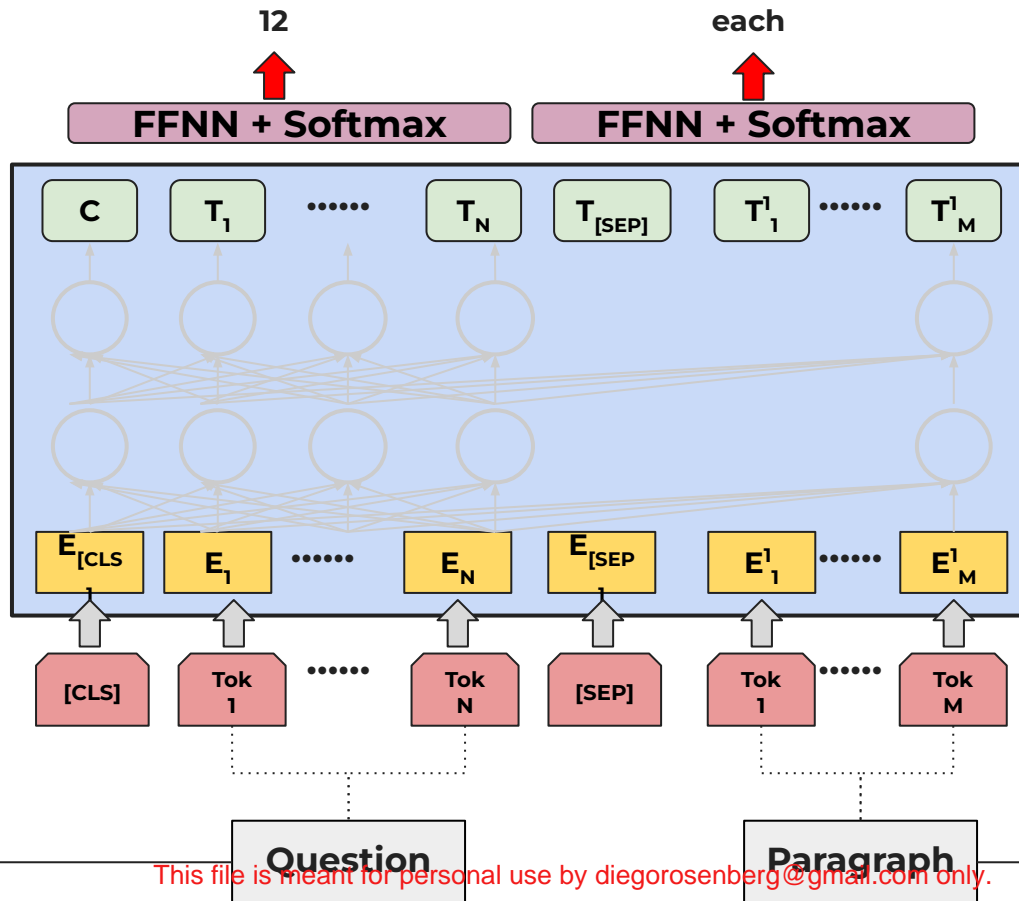 12 each
FFNN + Softmax FFNN + Softmax
C T1 •••••• TN T[SEP] T¹1 •••••• T¹M
E[CLS] E1 •••••• EN E[SEP] E¹1 •••••• E¹M
[CLS] Tok 1 •••••• Tok N [SEP] Tok 1 •••••• Tok M
Question Paragraph
This file is meant for personal use by diegorosenberg@gmail.com only.